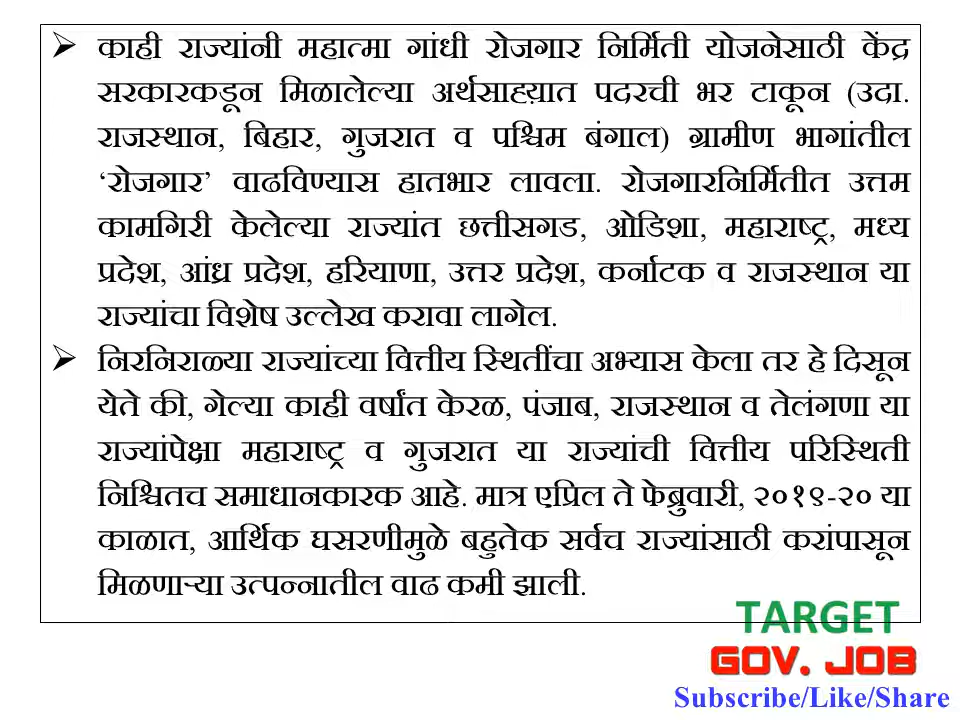 ➢ काही राज्यांनी महात्मा गांधी रोजगार निर्मिती योजनेसाठी केंद्र
सरकारकडून मिळालेल्या अर्थसाह्यात पदरची भर टाकून (उदा.
राजस्थान, बिहार, गुजरात व पश्चिम बंगाल) ग्रामीण भागांतील
‘रोजगार’ वाढविण्यास हातभार लावला. रोजगारनिर्मितीत उत्तम
कामगिरी केलेल्या राज्यांत छत्तीसगड, ओडिशा, महाराष्ट्र, मध्य
प्रदेश, आंध्र प्रदेश, हरियाणा, उत्तर प्रदेश, कर्नाटक व राजस्थान या
राज्यांचा विशेष उल्लेख करावा लागेल.
➢ निरनिराळ्या राज्यांच्या वित्तीय स्थितींचा अभ्यास केला तर हे दिसून
येते की, गेल्या काही वर्षांत केरळ, पंजाब, राजस्थान व तेलंगणा या
राज्यांपेक्षा महाराष्ट्र व गुजरात या राज्यांची वित्तीय परिस्थिती
निश्चितच समाधानकारक आहे. मात्र एप्रिल ते फेब्रुवारी, २०१९-२० या
काळात, आर्थिक घसरणीमुळे बहुतेक सर्वच राज्यांसाठी करांपासून
मिळणाऱ्या उत्पन्नातील वाढ कमी झाली.
TARGET
GOV. JOB
Subscribe/Like/Share